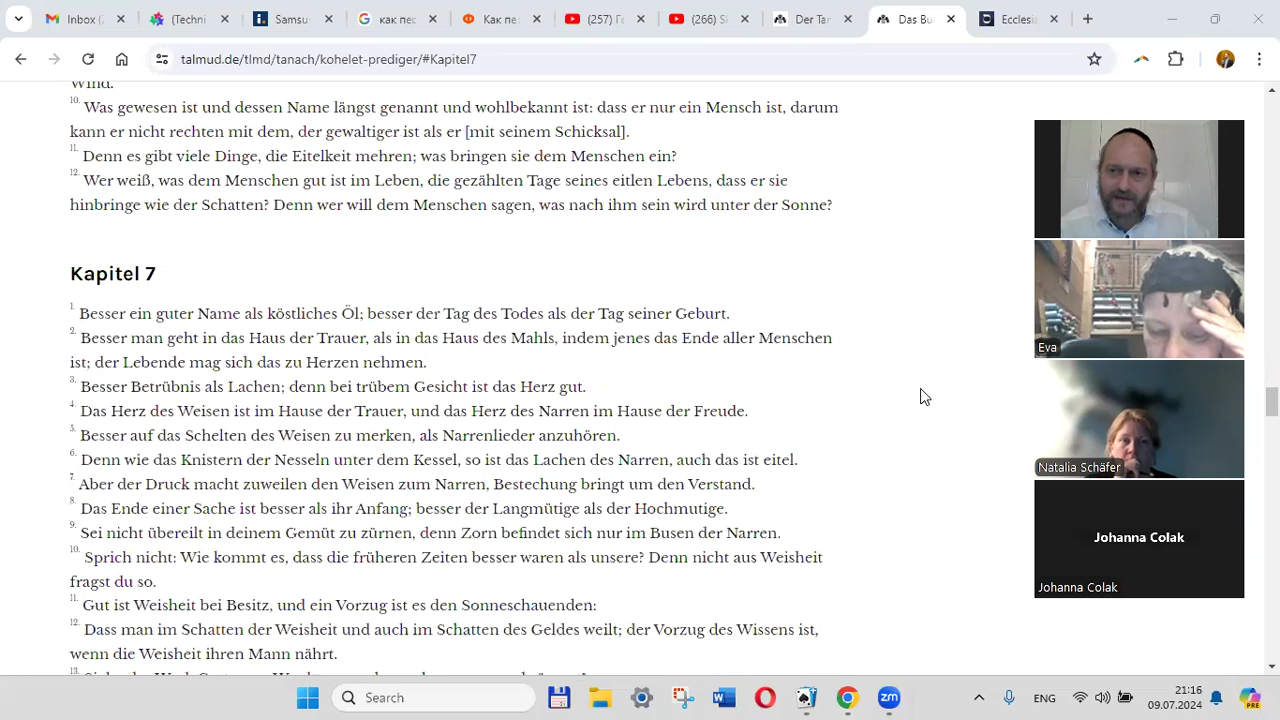 Inbox (
(Techni
Samsu
как пес
Как пе
(257) Г
(266) S
Der Tar
Das Bu
Ecclesi
talmud.de/tlmd/tanach/kohelet-prediger/#Kapitel7
Wind.
10. Was gewesen ist und dessen Name längst genannt und wohlbekannt ist: dass er nur ein Mensch ist, darum
kann er nicht rechten mit dem, der gewaltiger ist als er [mit seinem Schicksal].
11. Denn es gibt viele Dinge, die Eitelkeit mehren; was bringen sie dem Menschen ein?
12. Wer weiß, was dem Menschen gut ist im Leben, die gezählten Tage seines eitlen Lebens, dass er sie
hinbringe wie der Schatten? Denn wer will dem Menschen sagen, was nach ihm sein wird unter der Sonne?
Kapitel 7
1. Besser ein guter Name als köstliches Öl; besser der Tag des Todes als der Tag seiner Geburt.
2. Besser man geht in das Haus der Trauer, als in das Haus des Mahls, indem jenes das Ende aller Menschen
ist; der Lebende mag sich das zu Herzen nehmen.
3. Besser Betrübnis als Lachen; denn bei trübem Gesicht ist das Herz gut.
4. Das Herz des Weisen ist im Hause der Trauer, und das Herz des Narren im Hause der Freude.
5. Besser auf das Schelten des Weisen zu merken, als Narrenlieder anzuhören.
6. Denn wie das Knistern der Nesseln unter dem Kessel, so ist das Lachen des Narren, auch das ist eitel.
7. Aber der Druck macht zuweilen den Weisen zum Narren, Bestechung bringt um den Verstand.
8. Das Ende einer Sache ist besser als ihr Anfang; besser der Langmütige als der Hochmutige.
9. Sei nicht übereilt in deinem Gemüt zu zürnen, denn Zorn befindet sich nur im Busen der Narren.
10. Sprich nicht: Wie kommt es, dass die früheren Zeiten besser waren als unsere? Denn nicht aus Weisheit
fragst du so.
11. Gut ist Weisheit bei Besitz, und ein Vorzug ist es den Sonneschauenden:
12. Dass man im Schatten der Weisheit und auch im Schatten des Geldes weilt; der Vorzug des Wissens ist,
wenn die Weisheit ihren Mann nährt.
13.
Eva
Natalia Schäfer
Johanna Colak
Johanna Colak
Search
ENG
21:16
09.07.2024